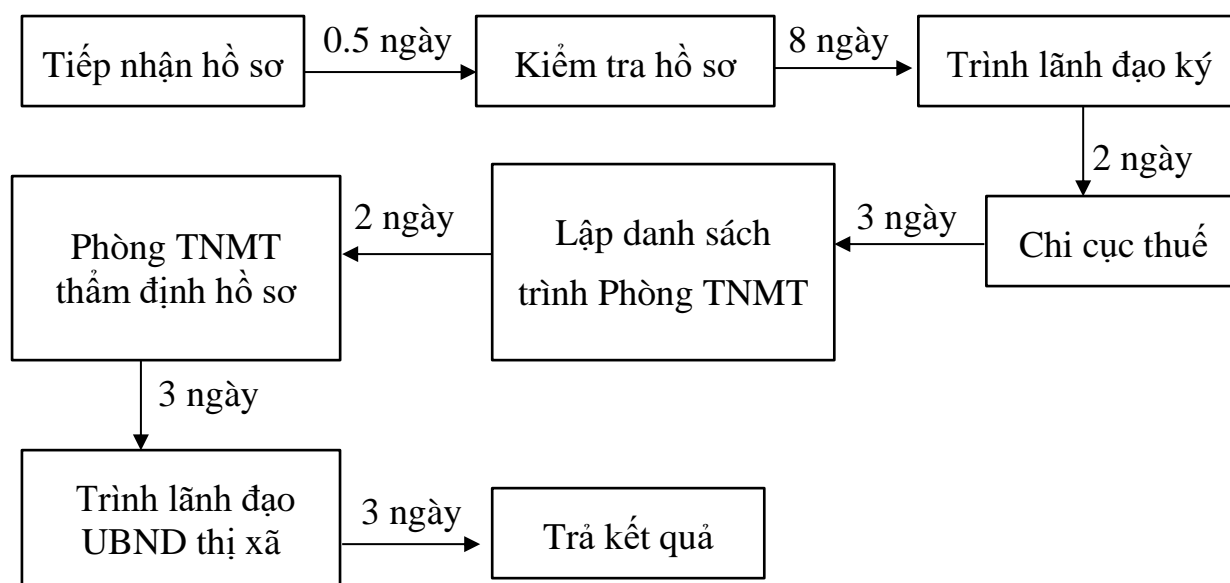 Tiếp nhận hồ sơ
0.5 ngày
Kiểm tra hồ sơ
8 ngày
Trình lãnh đạo ký
2 ngày
Chi cục thuế
3 ngày
Lập danh sách
trình Phòng TNMT
2 ngày
Phòng TNMT
thẩm định hồ sơ
3 ngày
Trình lãnh đạo
UBND thị xã
3 ngày
Trả kết quả